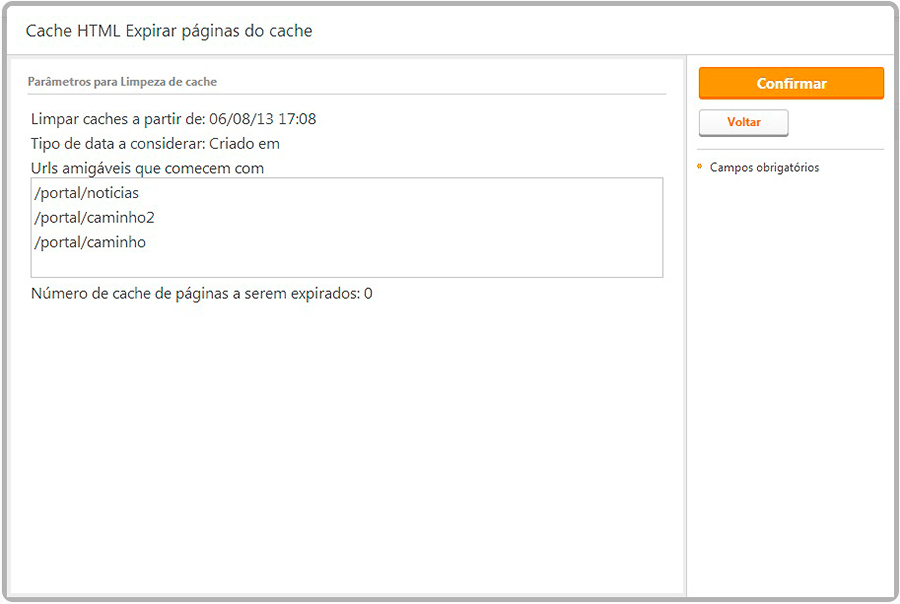 Cache HTML Expirar páginas do cache
Parâmetros para Limpeza de cache
Limpar caches a partir de: 06/08/13 17:08
Tipo de data a considerar: Criado em
Urls amigáveis que comecem com
/portal/noticias
/portal/caminho2
/portal/caminho
Número de cache de páginas a serem expirados: 0
Confirmar
Voltar
* Campos obrigatórios